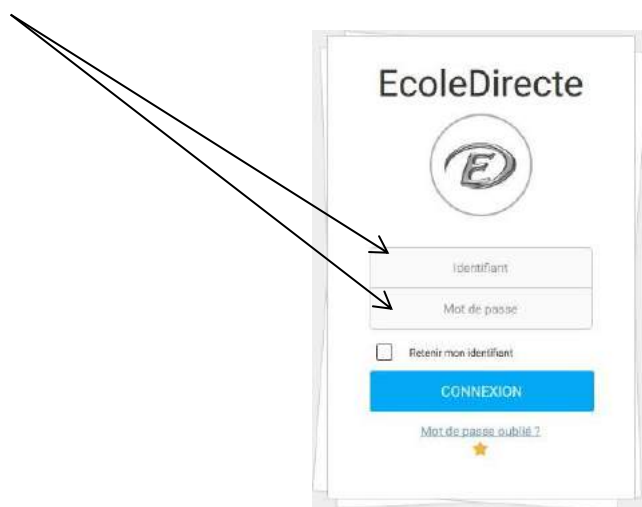 EcoleDirecte
E
Identifiant
Mot de passe
Retenir mon identifiant
CONNEXION
Mot de passe oublié ?